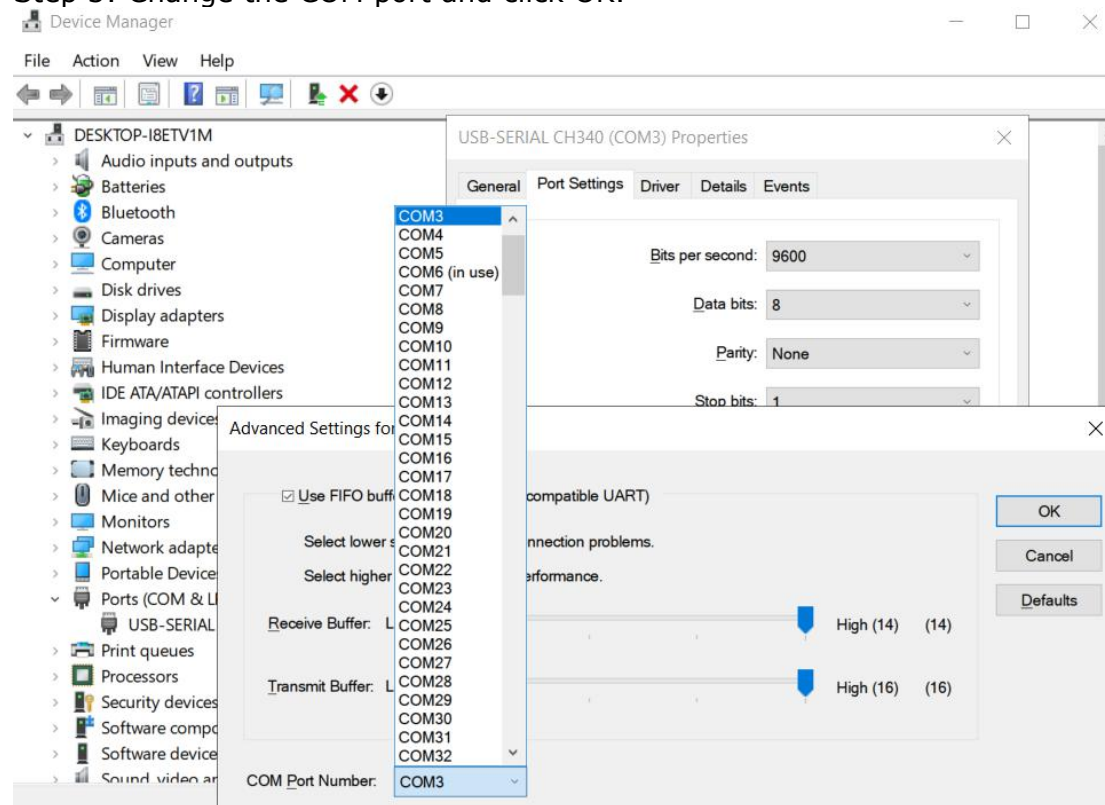 Step 5: Change the COM port and click OK.
Device Manager
File Action View Help
DESKTOP-I8ETV1M
Audio inputs and outputs
Batteries
Bluetooth
Cameras
Computer
Disk drives
Display adapters
Firmware
Human Interface Devices
IDE ATA/ATAPI controllers
Imaging devices
Keyboards
Memory techno
Mice and other
Monitors
Network adapte
Portable Device
Ports (COM &
USB-SERIAL
Print queues
Processors
Security devices
Software compo
Software device
Sound, video ar
USB-SERIAL CH340 (COM3) Properties
General Port Settings Driver Details Events
Bits per second: 9600
Data bits: 8
Parity: None
Stop bits: 1
Advanced Settings for
Use FIFO buff compatible UART)
Select lower s nnection problems.
Select higher erformance.
Receive Buffer: L High (14) (14)
Transmit Buffer: L High (16) (16)
COM Port Number: COM3
OK
Cancel
Defaults
COM3
COM4
COM5
COM6 (in use)
COM7
COM8
COM9
COM10
COM11
COM12
COM13
COM14
COM15
COM16
COM17
COM18
COM19
COM20
COM21
COM22
COM23
COM24
COM25
COM26
COM27
COM28
COM29
COM30
COM31
COM32